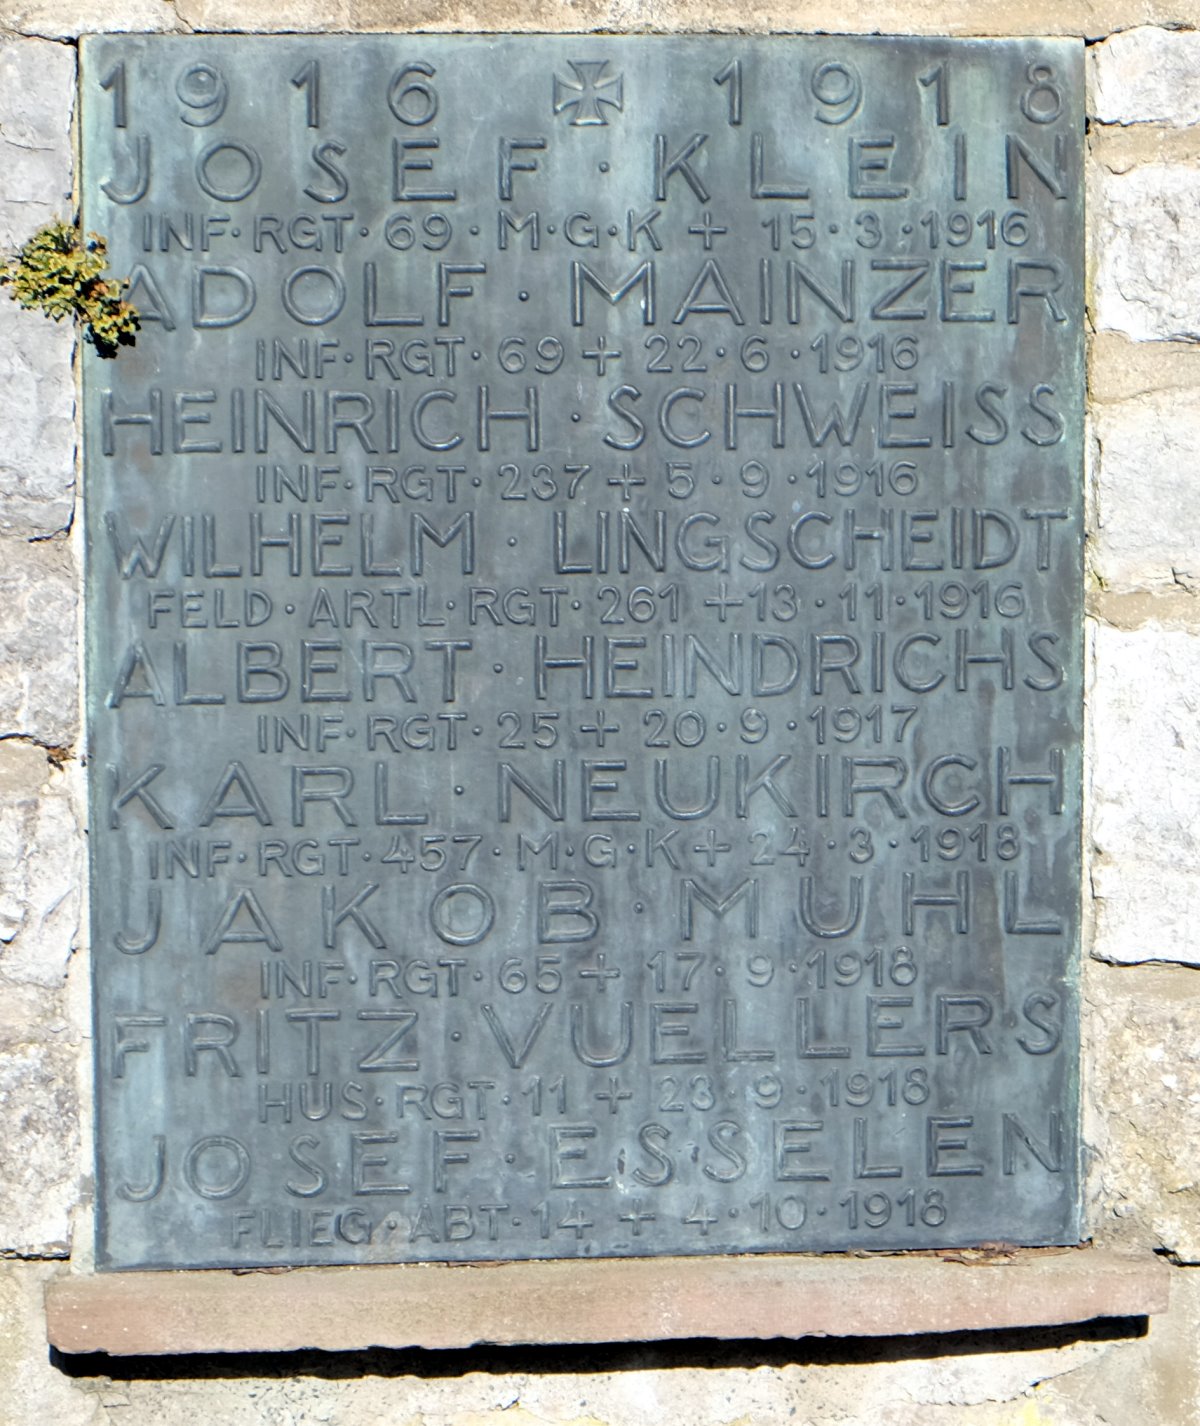 1916 ✠ 1918
JOSEF · KLEIN
INF·RGT·69·M·G·K+15·3·1916
ADOLF · MAINZER
INF·RGT·69+22·6·1916
HEINRICH · SCHWEISS
INF·RGT·237+5·9·1916
WILHELM · LINGSCHEIDT
FELD·ARTL·RGT·261+13·11·1916
ALBERT · HEINDRICHS
INF·RGT·25+20·9·1917
KARL · NEUKIRCH
INF·RGT·457·M·G·K+24·3·1918
JAKOB · MUHL
INF·RGT·65+17·9·1918
FRITZ · VUELLERS
HUS·RGT·11+23·9·1918
JOSEF · ESSELEN
FLIEG·ABT·14+4·10·1918